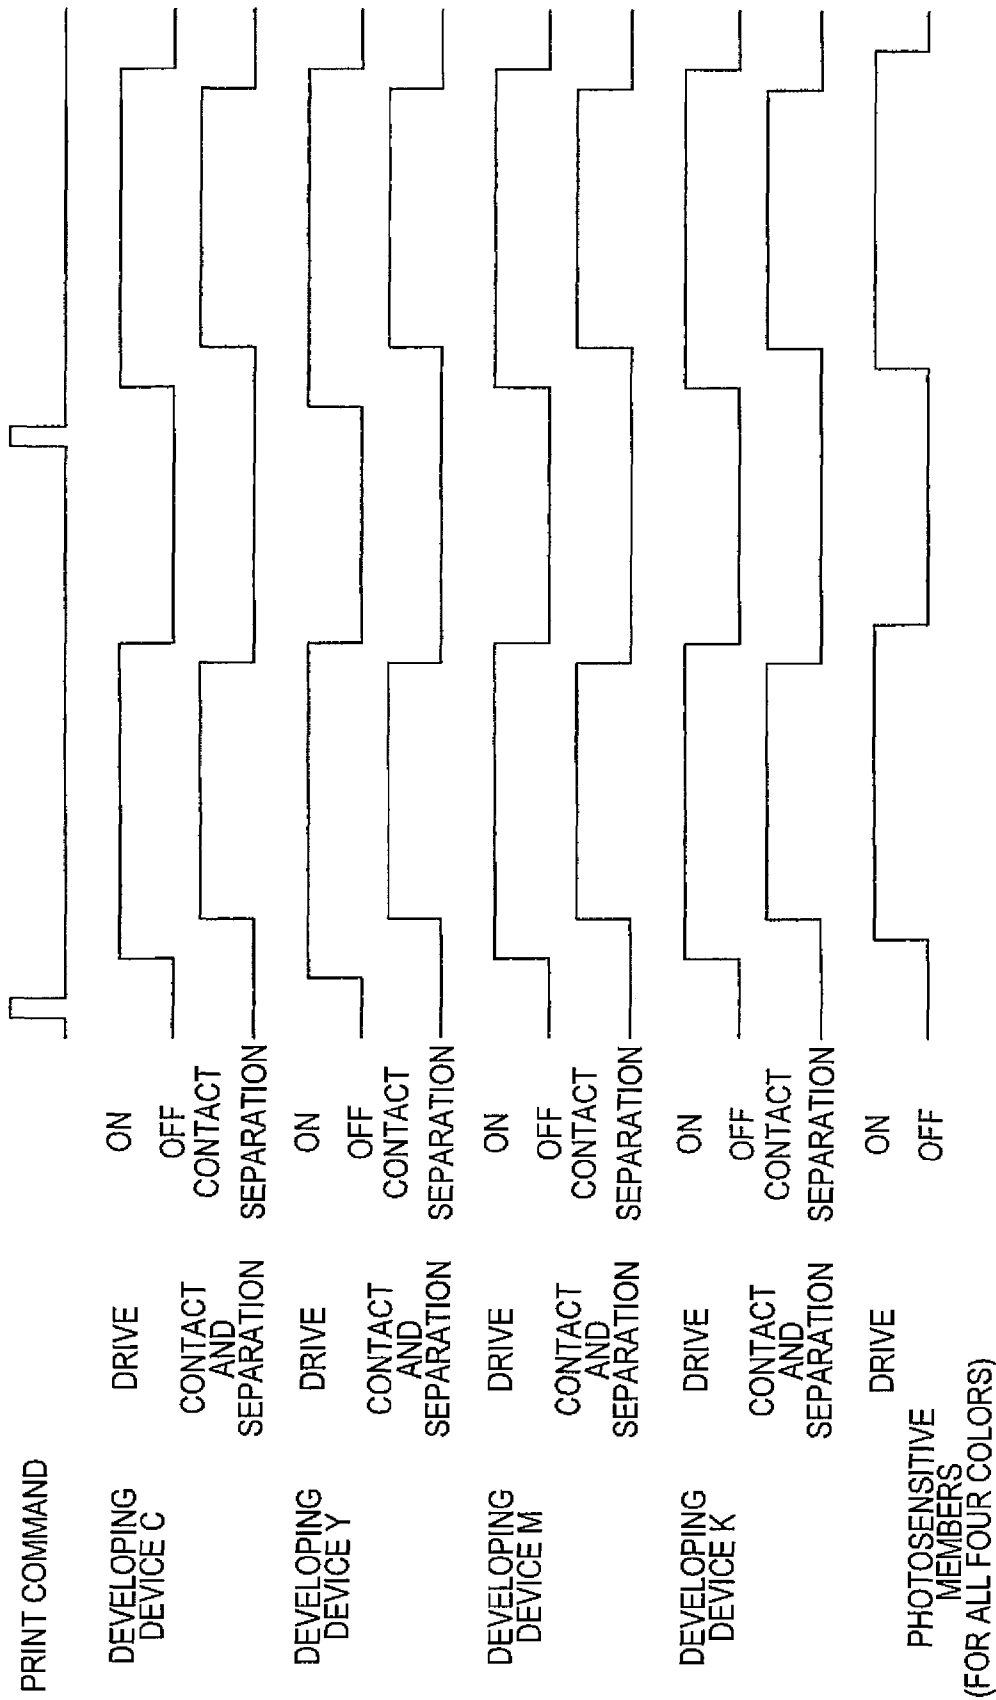 PRINT COMMAND
DEVELOPING
DEVICE C
DRIVE
ON
OFF
CONTACT
AND
SEPARATION
CONTACT
SEPARATION
DEVELOPING
DEVICE Y
DRIVE
ON
OFF
CONTACT
AND
SEPARATION
CONTACT
SEPARATION
DEVELOPING
DEVICE M
DRIVE
ON
OFF
CONTACT
AND
SEPARATION
CONTACT
SEPARATION
DEVELOPING
DEVICE K
DRIVE
ON
OFF
CONTACT
AND
SEPARATION
CONTACT
SEPARATION
PHOTOSENSITIVE
MEMBERS
(FOR ALL FOUR COLORS)
DRIVE
ON
OFF